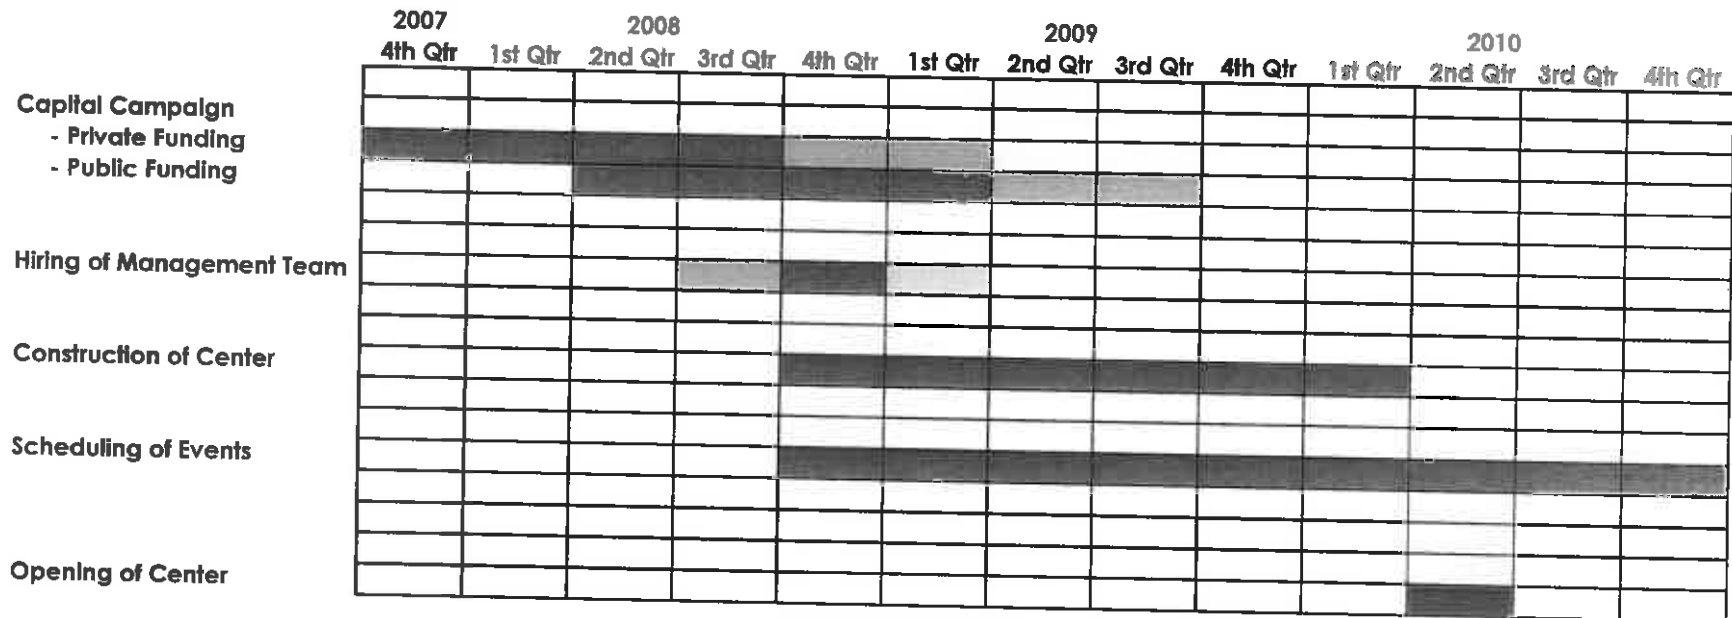 2007 2008 2009 2010
4th Qtr 1st Qtr 2nd Qtr 3rd Qtr 4th Qtr 1st Qtr 2nd Qtr 3rd Qtr 4th Qtr 1st Qtr 2nd Qtr 3rd Qtr 4th Qtr
Capital Campaign
- Private Funding
- Public Funding
Hiring of Management Team
Construction of Center
Scheduling of Events
Opening of Center